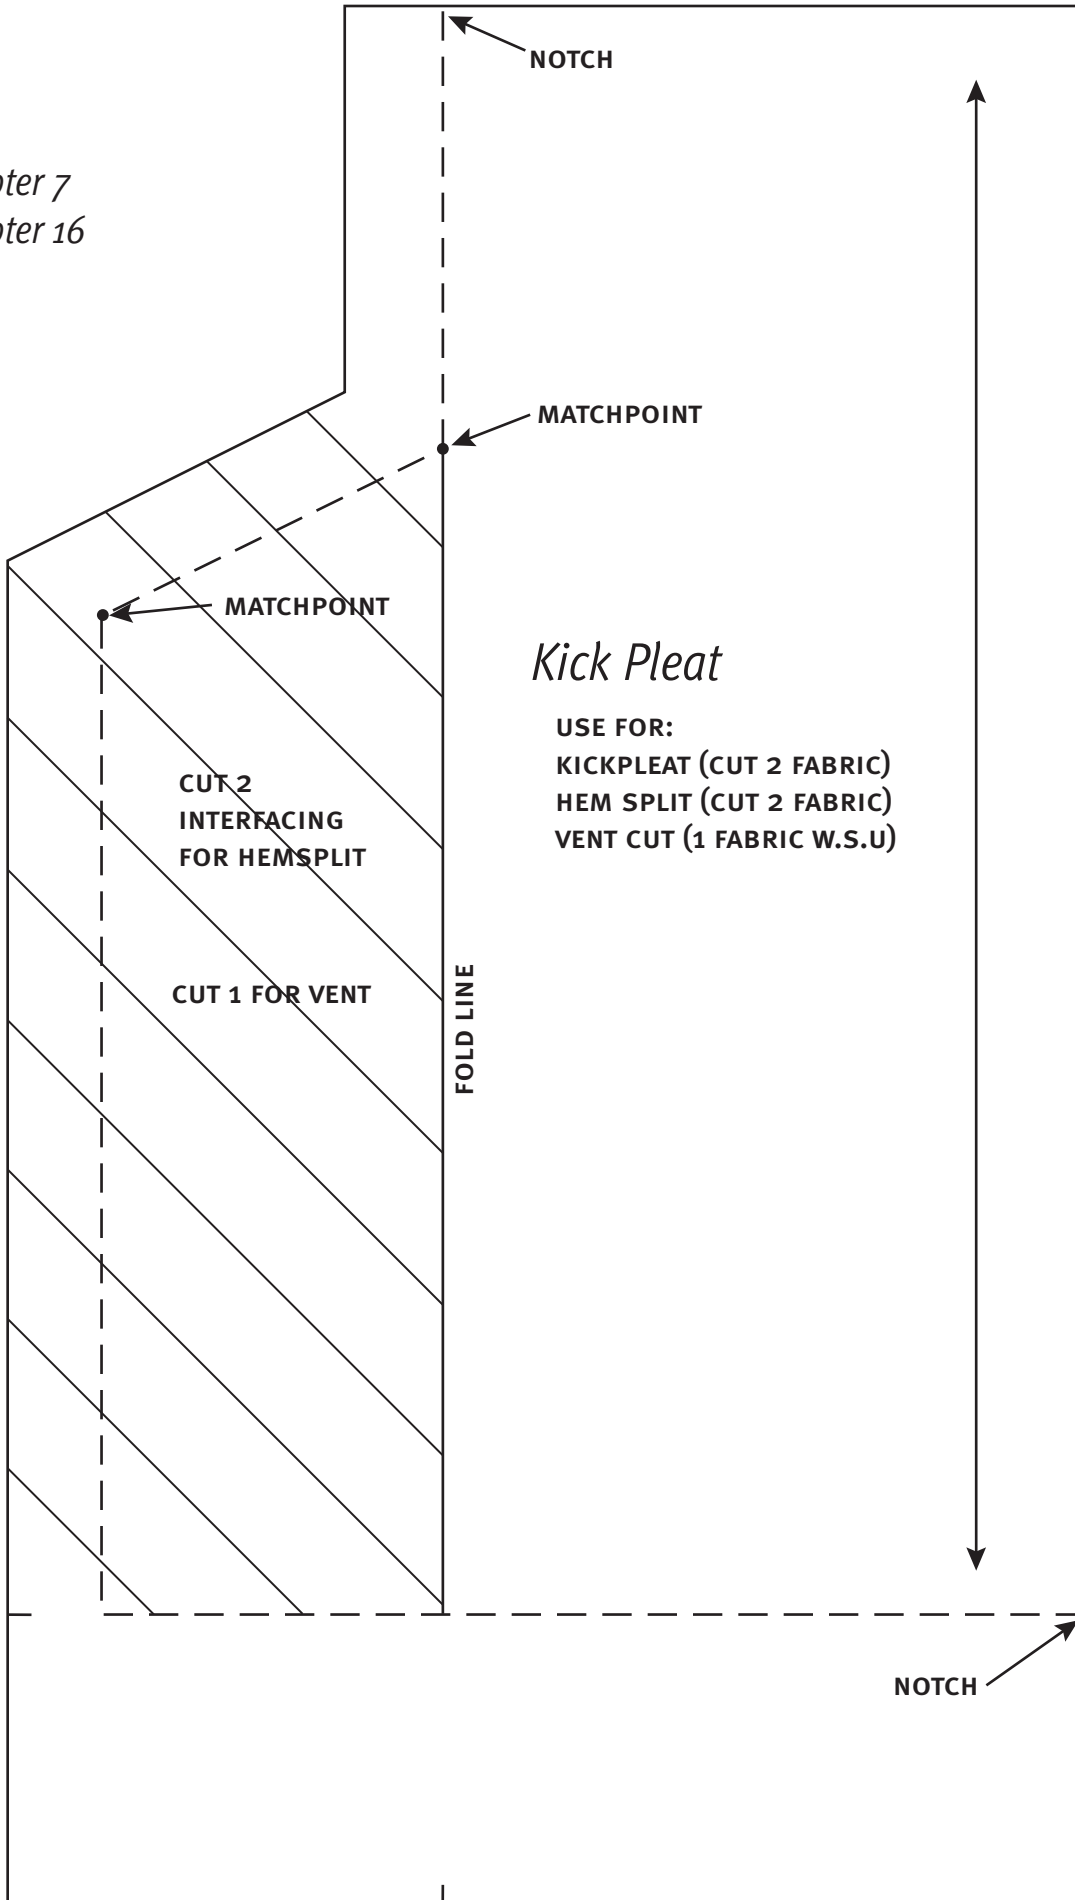 NOTCH
pter 7
pter 16
MATCHPOINT
MATCHPOINT
Kick Pleat
USE FOR:
KICKPLEAT (CUT 2 FABRIC)
HEM SPLIT (CUT 2 FABRIC)
VENT CUT (1 FABRIC W.S.U)
CUT 2
INTERFACING
FOR HEMSPLIT
CUT 1 FOR VENT
FOLD LINE
NOTCH